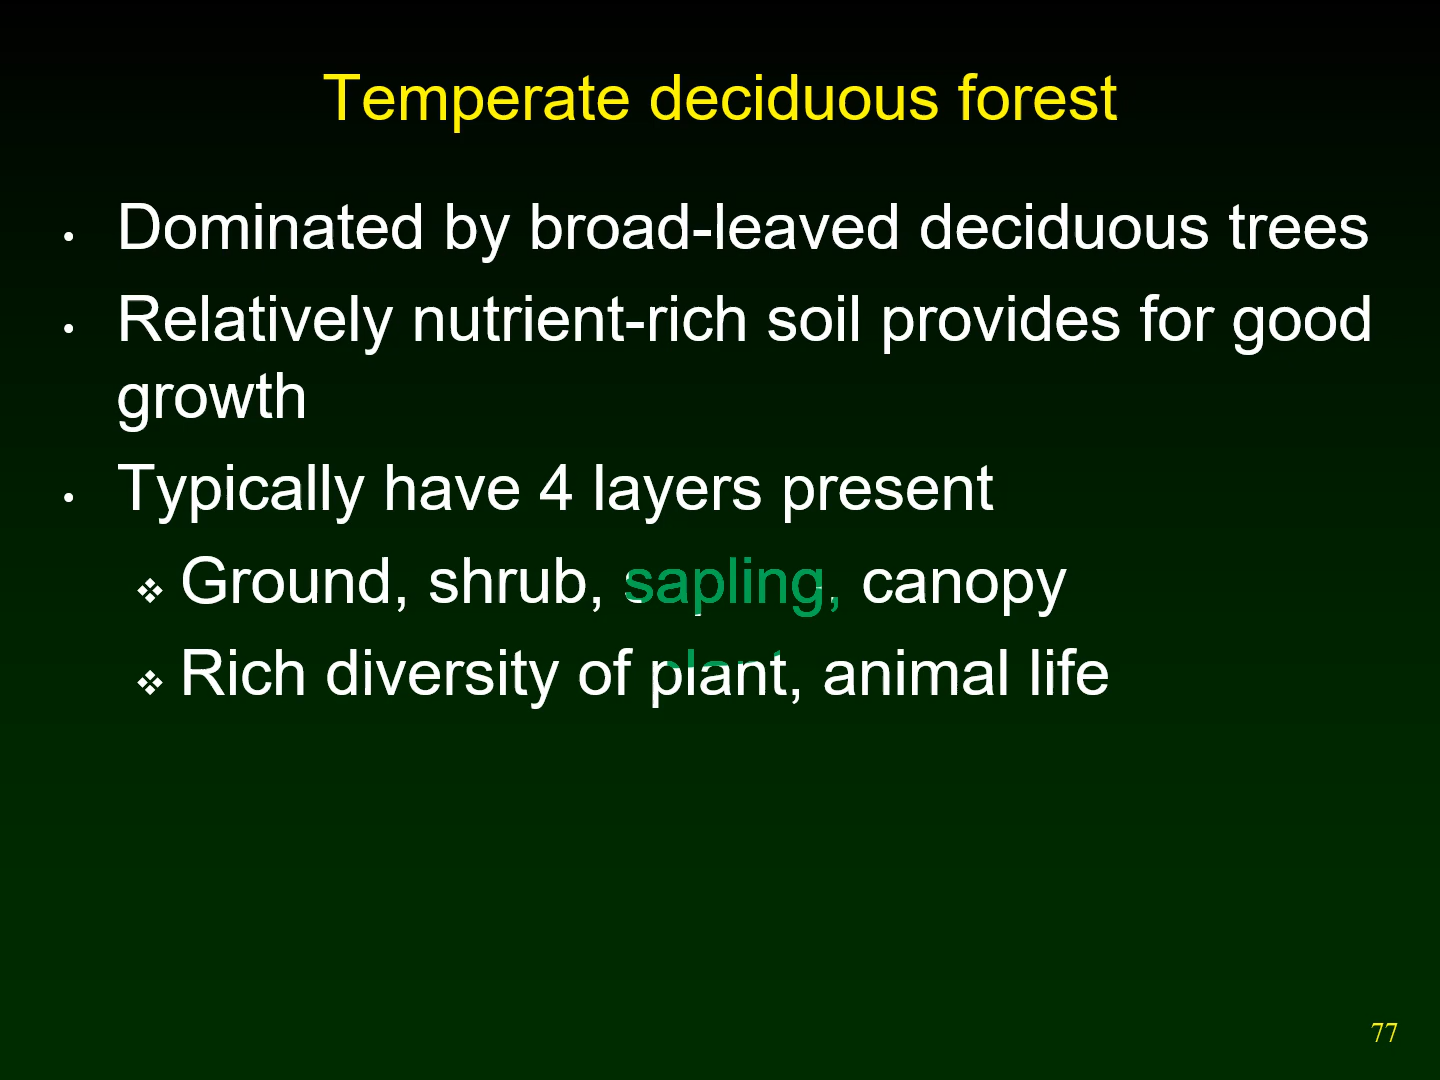 Temperate deciduous forest
• Dominated by broad-leaved deciduous trees
• Relatively nutrient-rich soil provides for good
growth
• Typically have 4 layers present
❖ Ground, shrub, sapling, canopy
❖ Rich diversity of plant, animal life
77